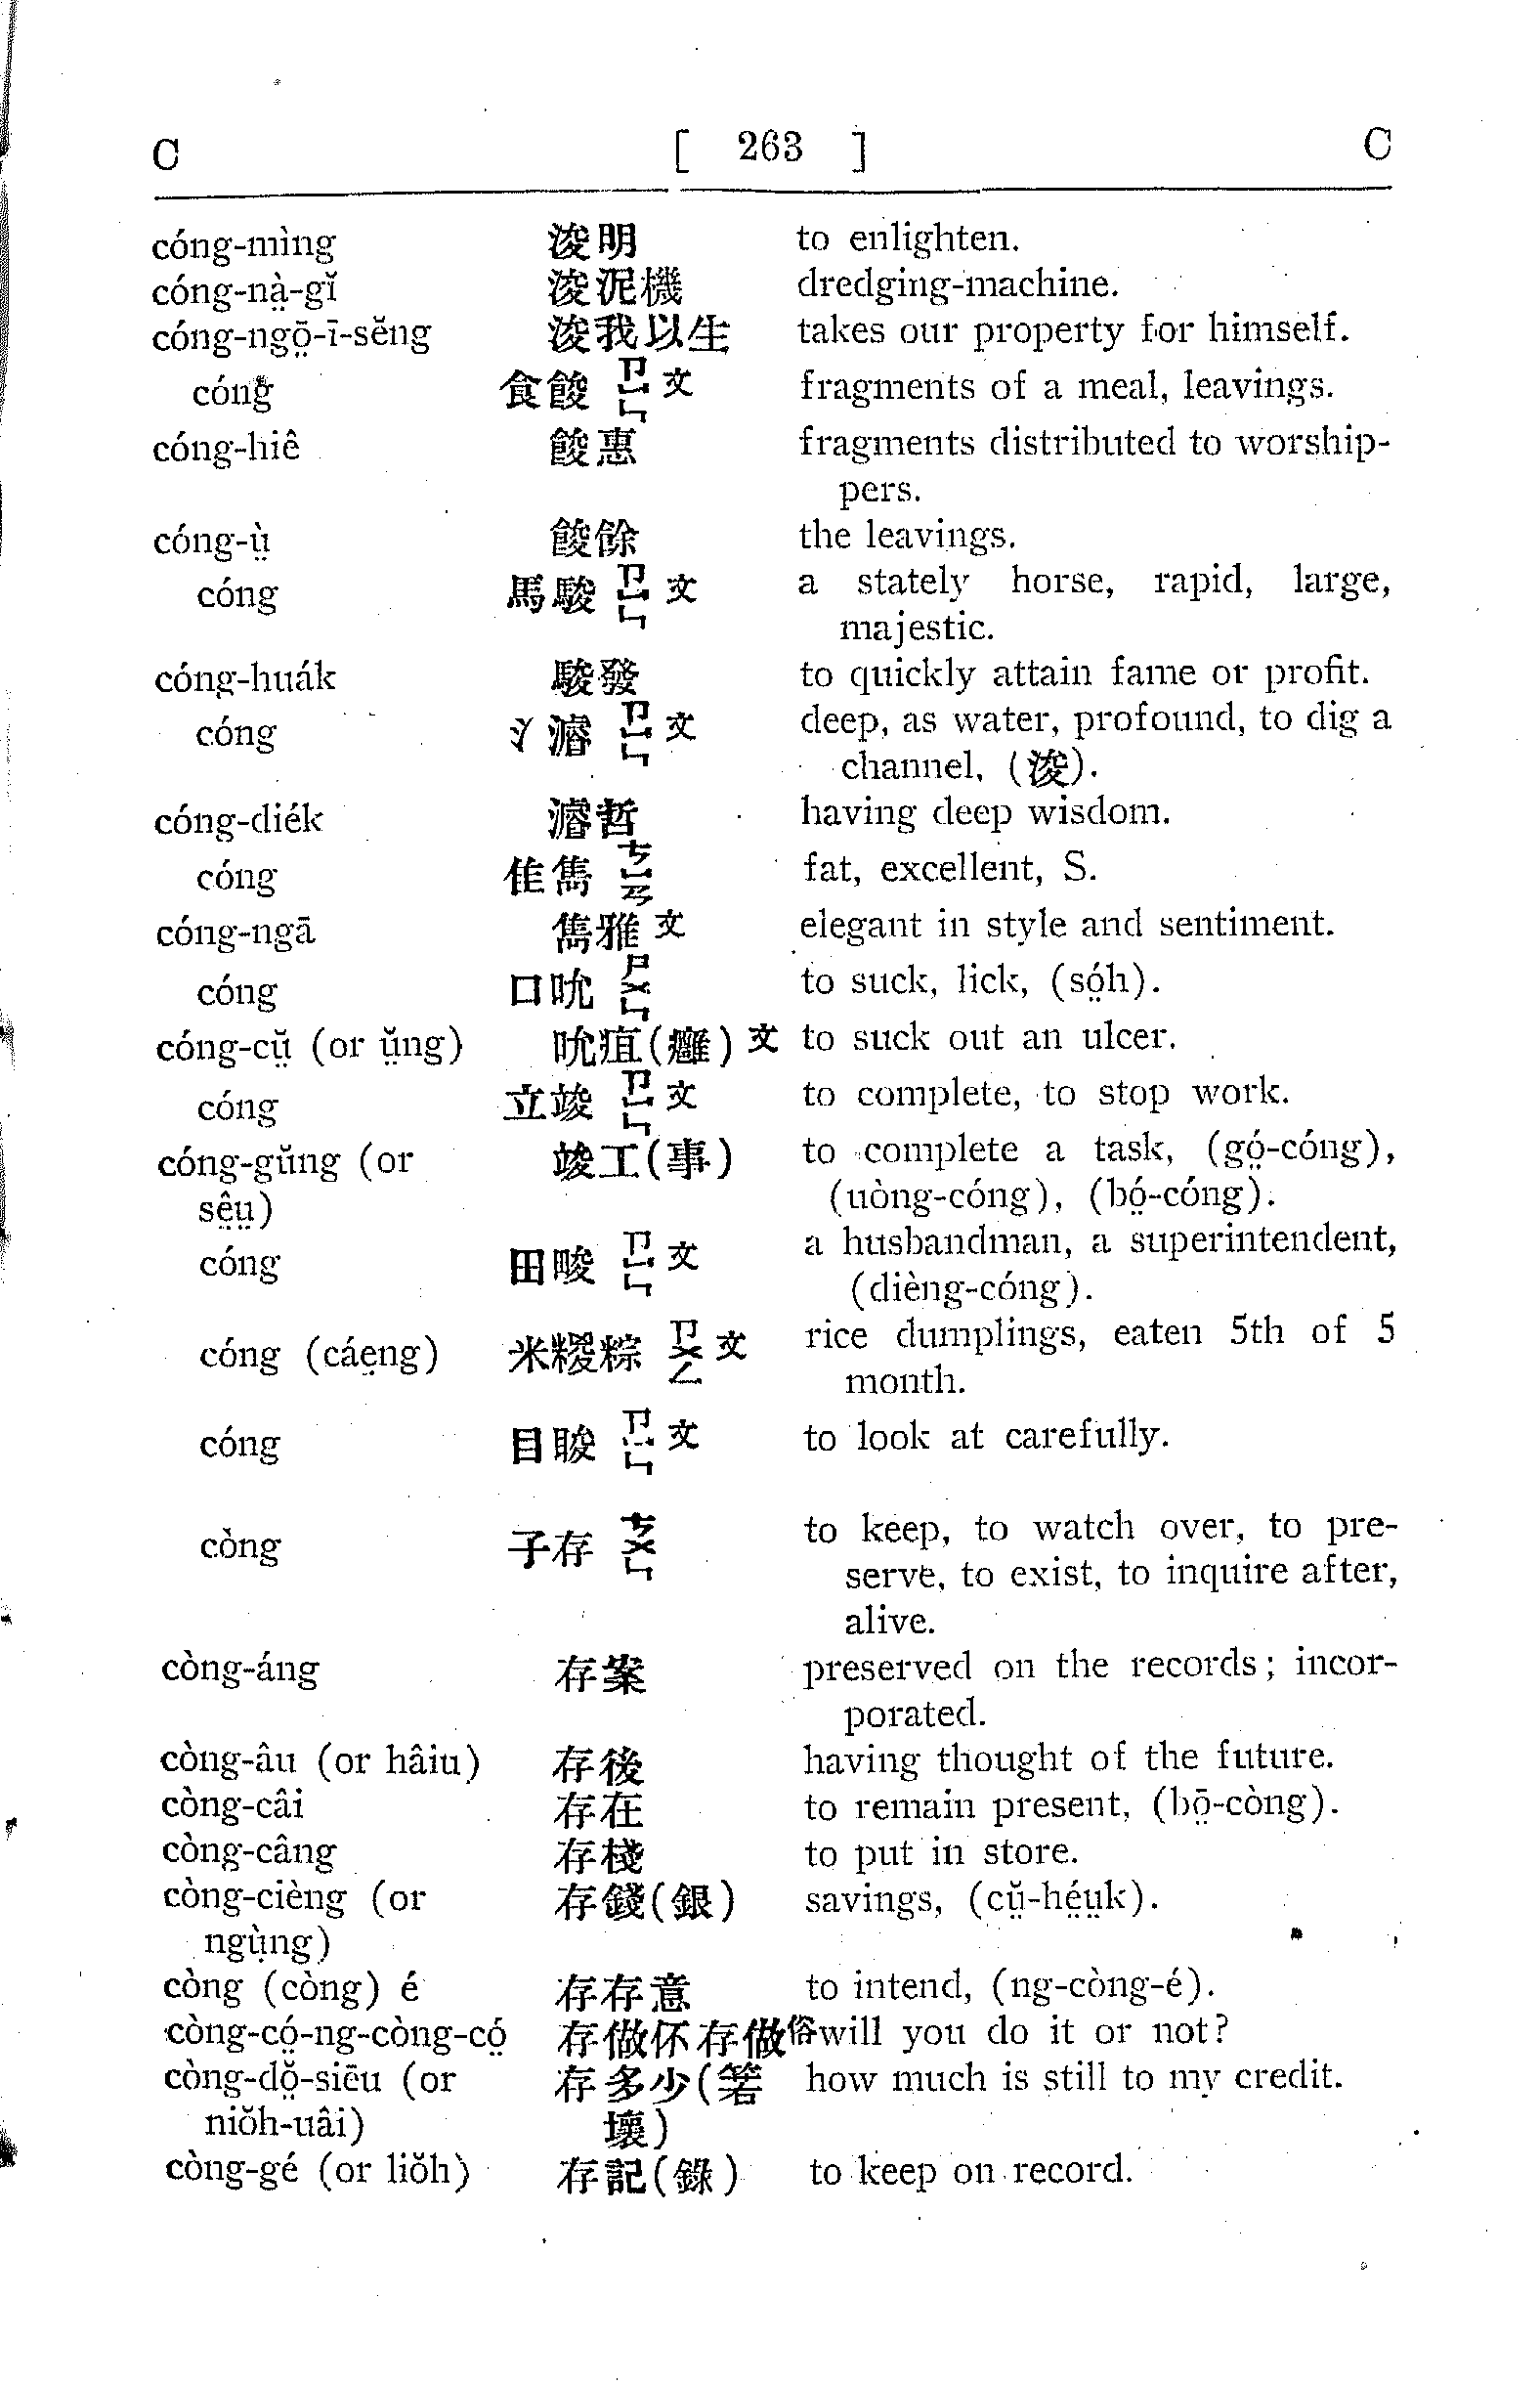 C [ 263 ] C
cóng-mìng 浚明 to enlighten.
cóng-nà̤-gĭ 浚泥機 dredging-machine.
cóng-ngō̤-ī-sĕng 浚我以生 takes our property for himself.
cóng 食餕 ㄗㄩㄣ 文 fragments of a meal, leavings.
cóng-hiê 餕惠 fragments distributed to worship-
pers.
cóng-ṳ̀ 餕餘 the leavings.
cóng 馬駿 ㄗㄩㄣ 文 a stately horse, rapid, large,
majestic.
cóng-huák 駿發 to quickly attain fame or profit.
cóng 氵濬 ㄗㄩㄣ 文 deep, as water, profound, to dig a
channel, (浚).
cóng-diék 濬哲 having deep wisdom.
cóng 隹雋 ㄘㄩㄢ fat, excellent, S.
cóng-ngā 雋雅 文 elegant in style and sentiment.
cóng 口吮 ㄕㄨㄣ to suck, lick, (só̤h).
cóng-cṳ̆ (or ṳ̆ng) 吮疽(癰) 文 to suck out an ulcer.
cóng 立竣 ㄗㄩㄣ 文 to complete, to stop work.
cóng-gŭng (or 竣工(事) to complete a task, (gó̤-cóng),
sê̤ṳ) (uòng-cóng), (bó̤-cóng).
cóng 田畯 ㄗㄩㄣ 文 a husbandman, a superintendent,
(dièng-cóng).
cóng (cáe̤ng) 米糉粽 ㄗㄨㄥ 文 rice dumplings, eaten 5th of 5
month.
cóng 目晙 ㄗㄩㄣ 文 to look at carefully.
còng 子存 ㄘㄨㄣ to keep, to watch over, to pre-
serve, to exist, to inquire after,
alive.
còng-áng 存案 preserved on the records; incor-
porated.
còng-âu (or hâiu) 存後 having thought of the future.
còng-câi 存在 to remain present, (bō̤-còng).
còng-câng 存棧 to put in store.
còng-cièng (or 存錢(銀) savings, (cṳ̆-hé̤ṳk).
ngṳ̀ng)
còng (còng) é 存存意 to intend, (ng-còng-é).
còng-có̤-ng-còng-có̤ 存做怀存做 俗 will you do it or not?
còng-dŏ̤-siēu (or 存多少(箬 how much is still to my credit.
niŏh-uâi) 壞)
còng-gé (or liŏh) 存記(錄) to keep on record.